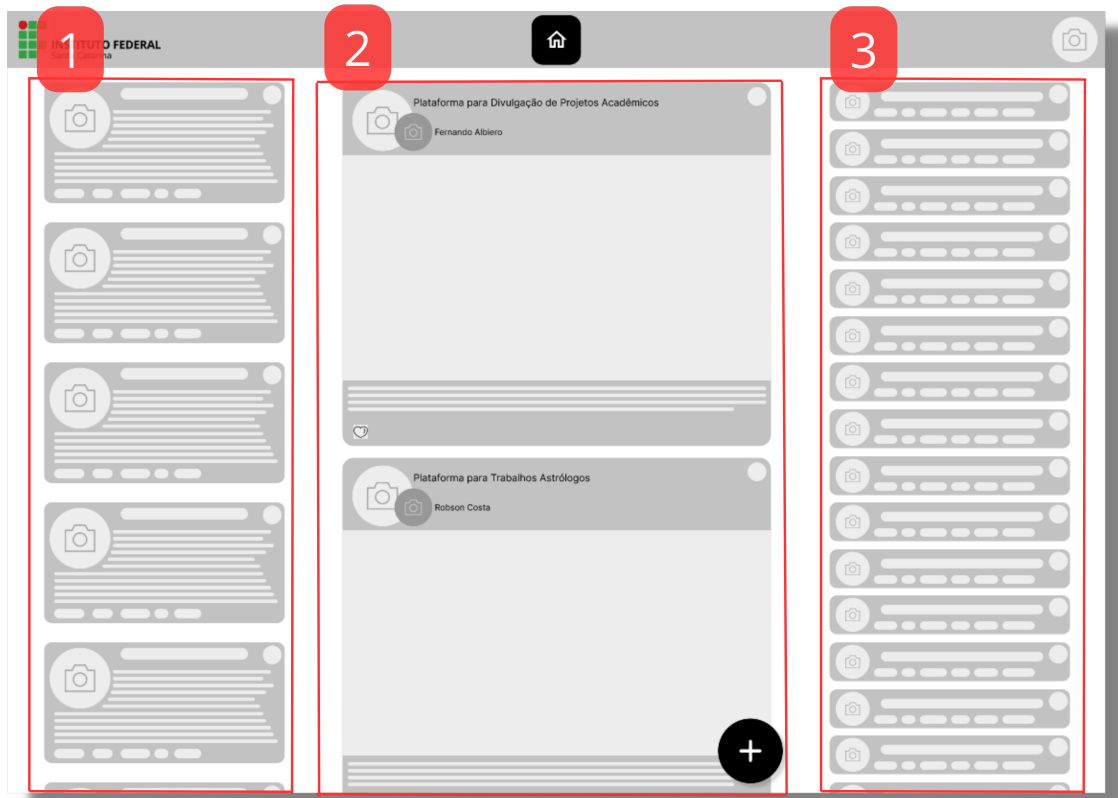 1
2
3
INSTITUTO FEDERAL
Santa Catarina
Plataforma para Divulgação de Projetos Acadêmicos
Fernando Albiero
Plataforma para Trabalhos Astrólogos
Robson Costa
+